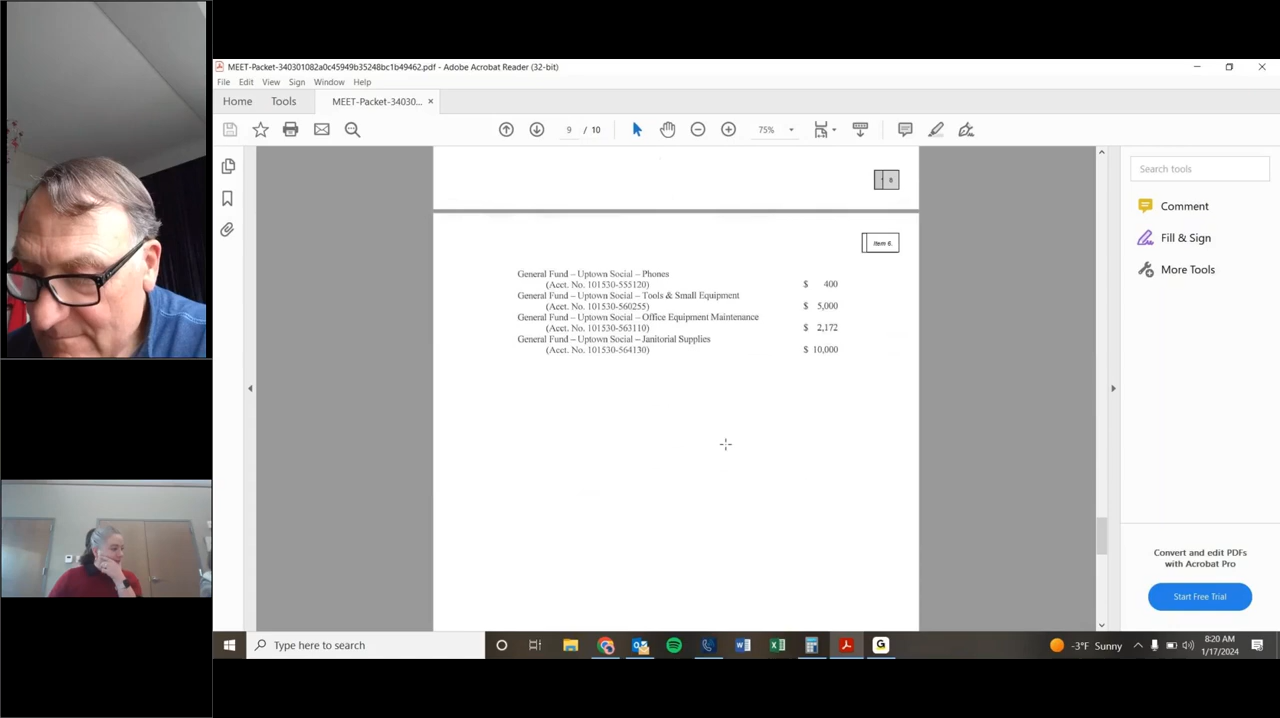 MEET-Packet-340301082a0c45949b35248bc1b49462.pdf - Adobe Acrobat Reader (32-bit)
File Edit View Sign Window Help
Home Tools MEET-Packet-34030... ×
9 / 10 75%
Search tools
Comment
Fill & Sign
More Tools
6
Item 6.
General Fund – Uptown Social – Phones
(Acct. No. 101530-555120) $ 400
General Fund – Uptown Social – Tools & Small Equipment
(Acct. No. 101530-560255) $ 5,000
General Fund – Uptown Social – Office Equipment Maintenance
(Acct. No. 101530-563110) $ 2,172
General Fund – Uptown Social – Janitorial Supplies
(Acct. No. 101530-564130) $ 10,000
Convert and edit PDFs
with Acrobat Pro
Start Free Trial
Type here to search
-3°F Sunny
8:20 AM
1/17/2024